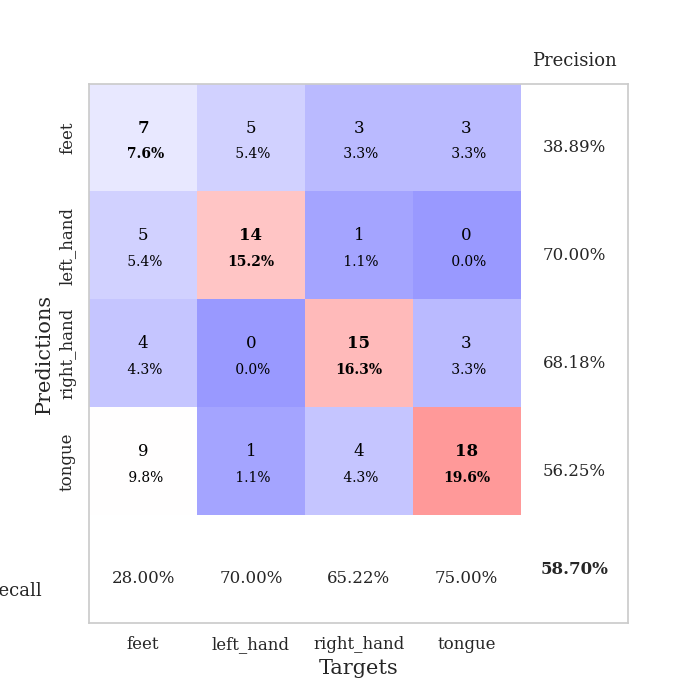 Precision
feet
7 5 3 3
7.6% 5.4% 3.3% 3.3%
38.89%
left_hand
5 14 1 0
5.4% 15.2% 1.1% 0.0%
70.00%
Predictions
right_hand
4 0 15 3
4.3% 0.0% 16.3% 3.3%
68.18%
tongue
9 1 4 18
9.8% 1.1% 4.3% 19.6%
56.25%
ecall
28.00% 70.00% 65.22% 75.00% 58.70%
feet left_hand right_hand tongue
Targets